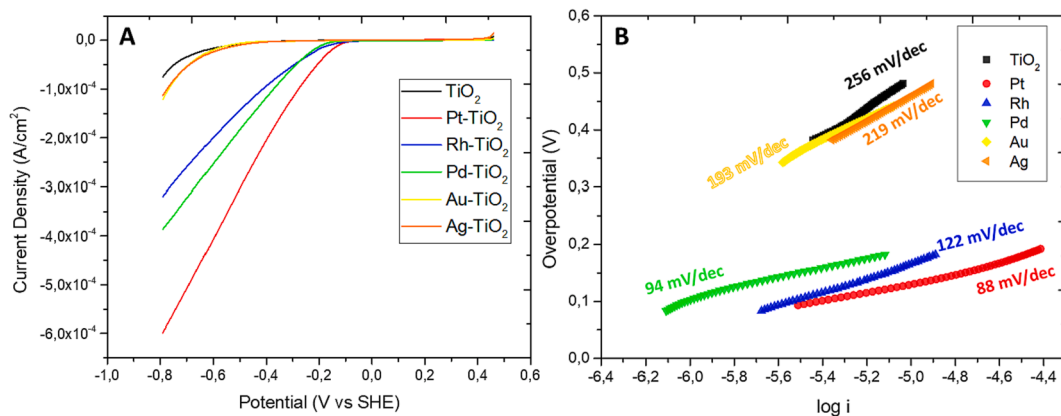 A
0,0
-1,0x10⁻⁴
-2,0x10⁻⁴
-3,0x10⁻⁴
-4,0x10⁻⁴
-5,0x10⁻⁴
-6,0x10⁻⁴
Current Density (A/cm²)
-1,0 -0,8 -0,6 -0,4 -0,2 0,0 0,2 0,4 0,6
Potential (V vs SHE)
TiO₂
Pt-TiO₂
Rh-TiO₂
Pd-TiO₂
Au-TiO₂
Ag-TiO₂
B
0,6
0,5
0,4
0,3
0,2
0,1
0,0
Overpotential (V)
-6,4 -6,2 -6,0 -5,8 -5,6 -5,4 -5,2 -5,0 -4,8 -4,6 -4,4
log i
256 mV/dec
193 mV/dec
219 mV/dec
94 mV/dec
122 mV/dec
88 mV/dec
TiO₂
Pt
Rh
Pd
Au
Ag